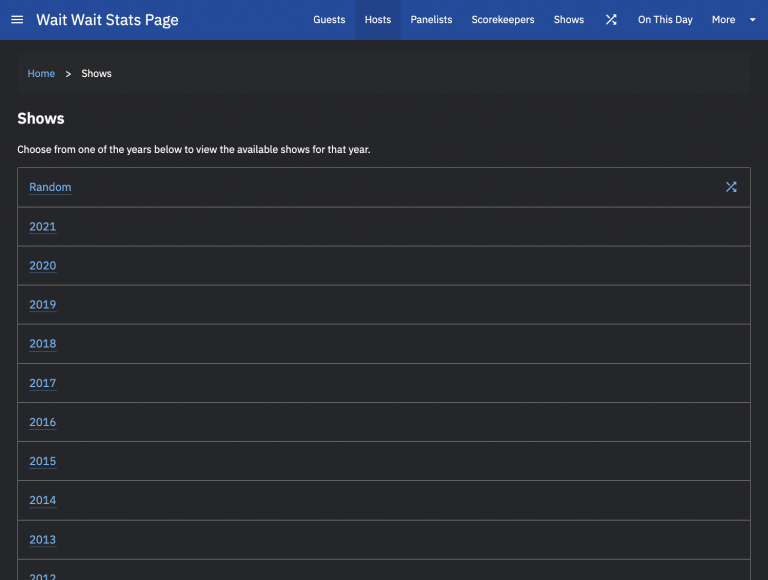 Wait Wait Stats Page Guests Hosts Panelists Scorekeepers Shows On This Day More
Home > Shows
Shows
Choose from one of the years below to view the available shows for that year.
Random
2021
2020
2019
2018
2017
2016
2015
2014
2013
2012